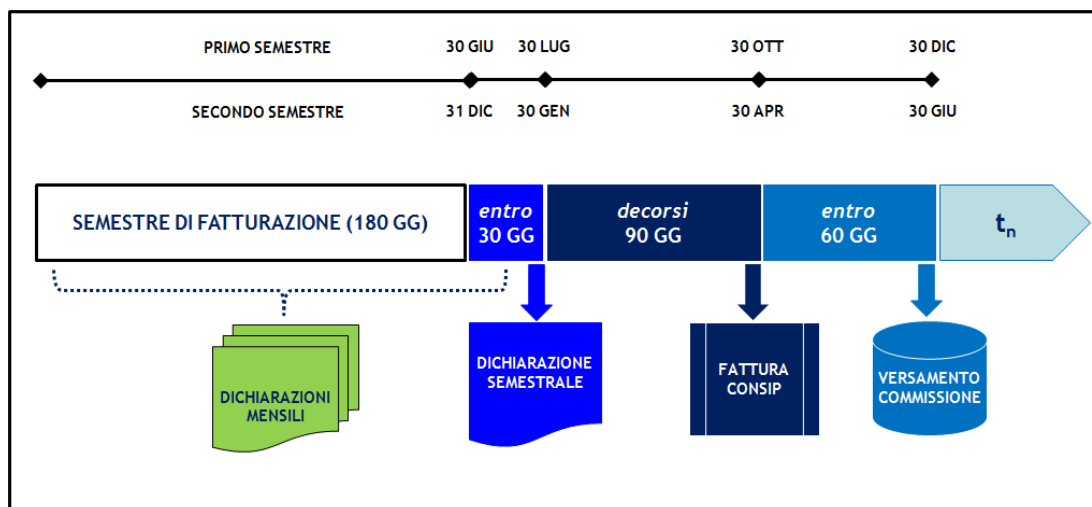 PRIMO SEMESTRE
30 GIU
30 LUG
30 OTT
30 DIC
SECONDO SEMESTRE
31 DIC
30 GEN
30 APR
30 GIU
SEMESTRE DI FATTURAZIONE (180 GG)
entro
30 GG
decorsi
90 GG
entro
60 GG
tn
DICHIARAZIONI
MENSILI
DICHIARAZIONE
SEMESTRALE
FATTURA
CONSIP
VERSAMENTO
COMMISSIONE